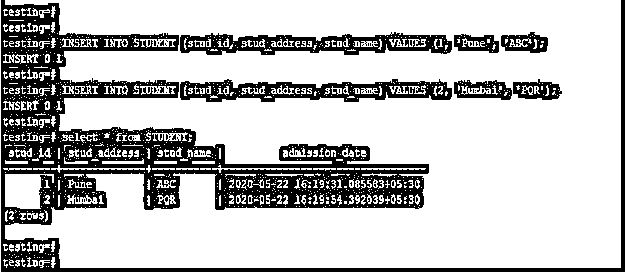 testing=#
testing=#
testing=# INSERT INTO STUDENT (stud_id, stud_address, stud_name) VALUES (1, 'Pune', 'ABC');
INSERT 0 1
testing=#
testing=# INSERT INTO STUDENT (stud_id, stud_address, stud_name) VALUES (2, 'Mumbai', 'PQR');
INSERT 0 1
testing=#
testing=# select * from STUDENT;
stud_id | stud_address | stud_name | admission_date
1 | Pune | ABC | 2020-05-22 16:19:31.085583+05:30
2 | Mumbai | PQR | 2020-05-22 16:19:54.392039+05:30
(2 rows)
testing=#
testing=#